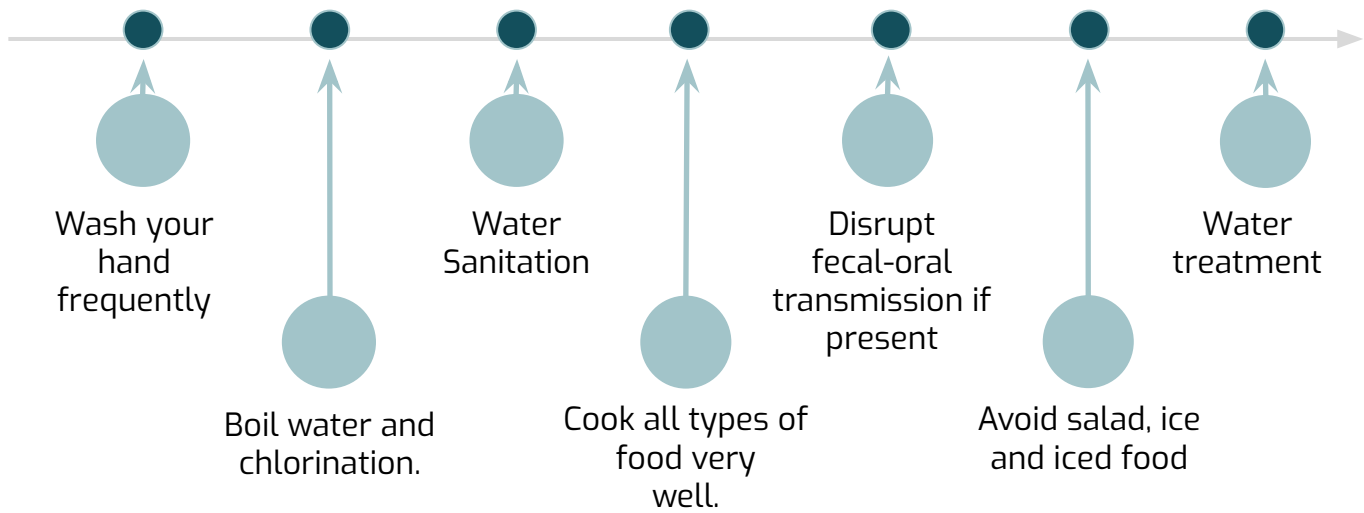 Wash your
hand
frequently
Boil water and
chlorination.
Water
Sanitation
Cook all types of
food very
well.
Disrupt
fecal-oral
transmission if
present
Avoid salad, ice
and iced food
Water
treatment